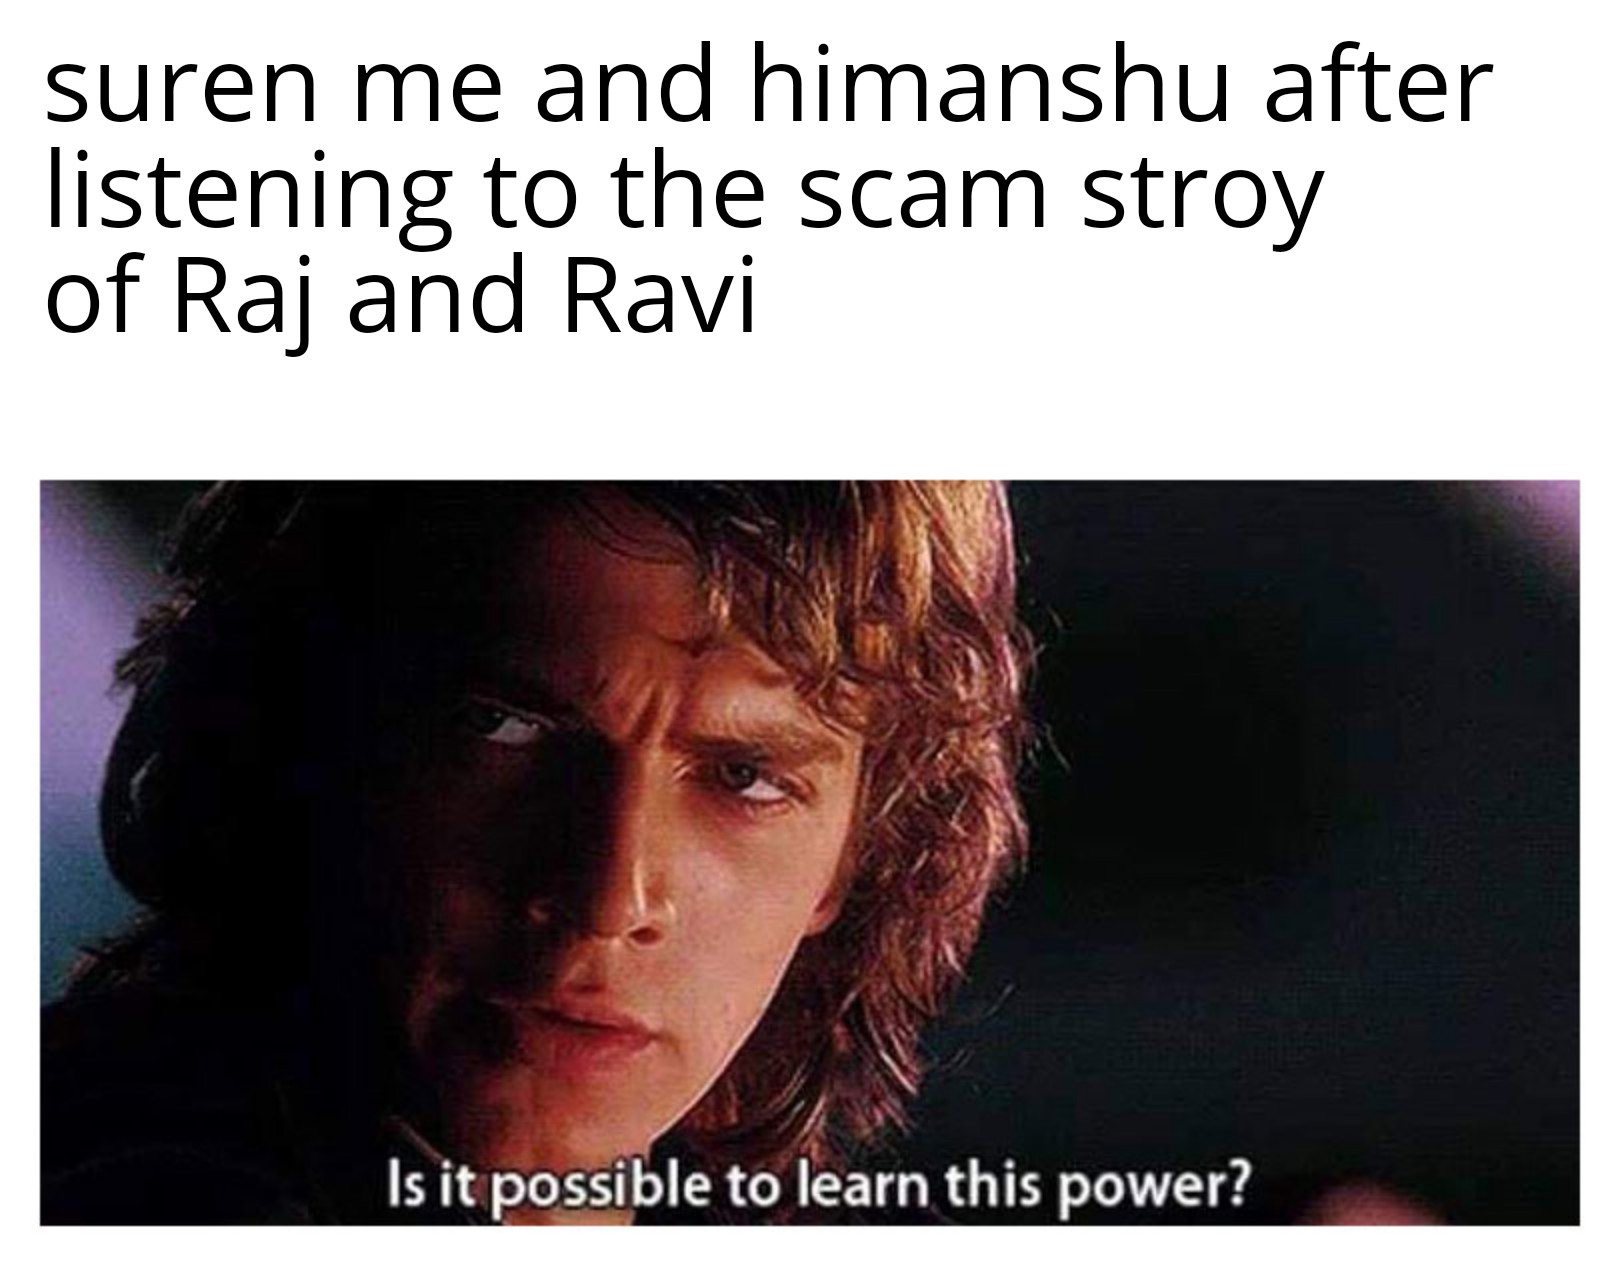 suren me and himanshu after
listening to the scam stroy
of Raj and Ravi
Is it possible to learn this power?